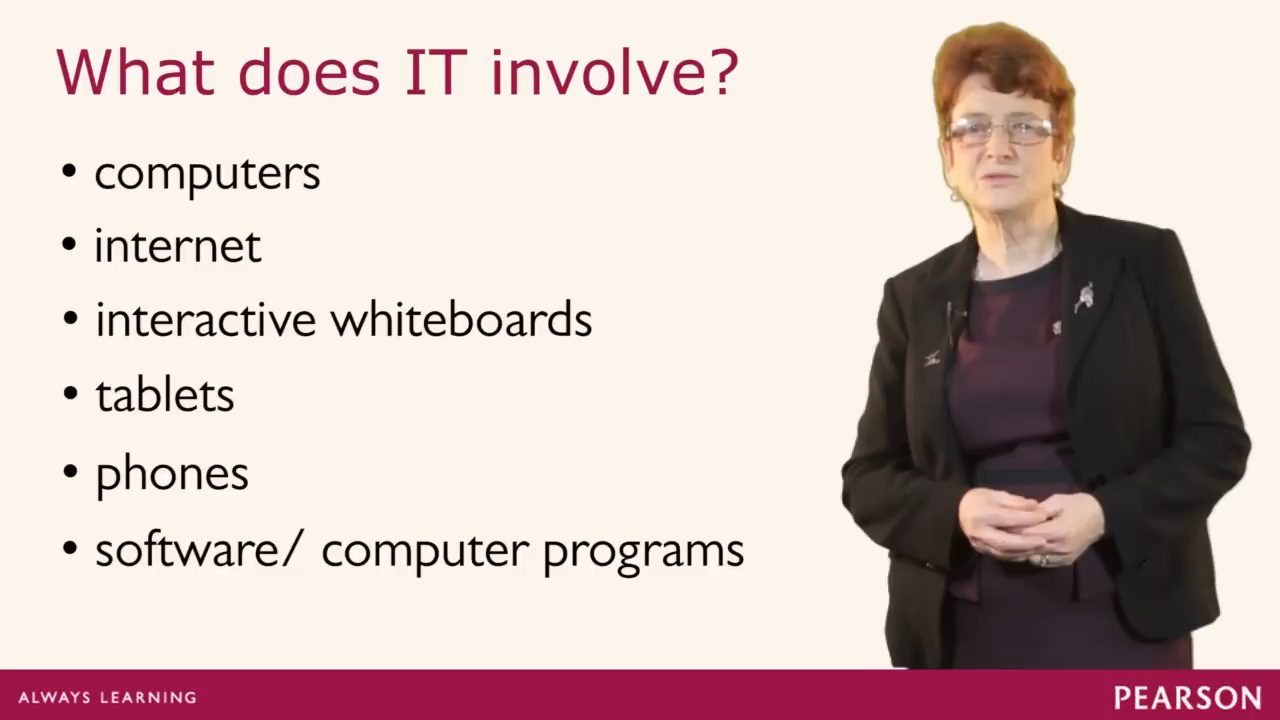 What does IT involve?
• computers
• internet
• interactive whiteboards
• tablets
• phones
• software/ computer programs
ALWAYS LEARNING
PEARSON